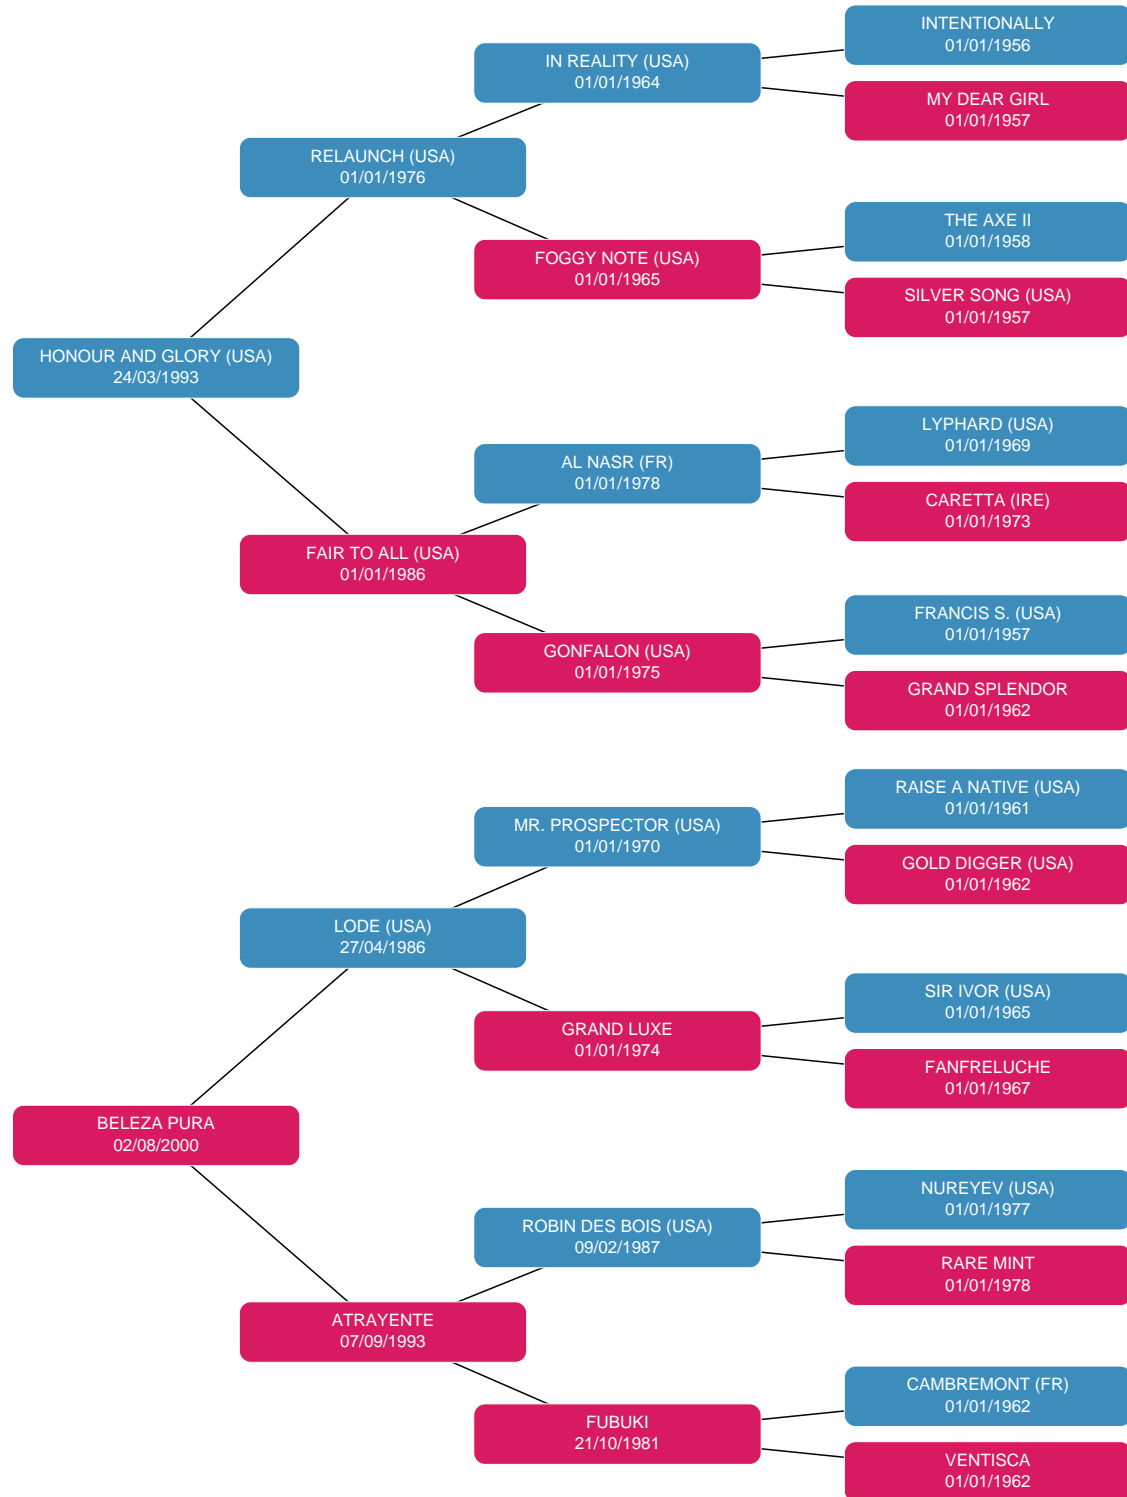 INTENTIONALLY
01/01/1956
IN REALITY (USA)
01/01/1964
MY DEAR GIRL
01/01/1957
RELAUNCH (USA)
01/01/1976
THE AXE II
01/01/1958
FOGGY NOTE (USA)
01/01/1965
SILVER SONG (USA)
01/01/1957
HONOUR AND GLORY (USA)
24/03/1993
LYPHARD (USA)
01/01/1969
AL NASR (FR)
01/01/1978
CARETTA (IRE)
01/01/1973
FAIR TO ALL (USA)
01/01/1986
FRANCIS S. (USA)
01/01/1957
GONFALON (USA)
01/01/1975
GRAND SPLENDOR
01/01/1962
RAISE A NATIVE (USA)
01/01/1961
MR. PROSPECTOR (USA)
01/01/1970
GOLD DIGGER (USA)
01/01/1962
LODE (USA)
27/04/1986
SIR IVOR (USA)
01/01/1965
GRAND LUXE
01/01/1974
FANFRELUCHE
01/01/1967
BELEZA PURA
02/08/2000
NUREYEV (USA)
01/01/1977
ROBIN DES BOIS (USA)
09/02/1987
RARE MINT
01/01/1978
ATRAYENTE
07/09/1993
CAMBREMONT (FR)
01/01/1962
FUBUKI
21/10/1981
VENTISCA
01/01/1962